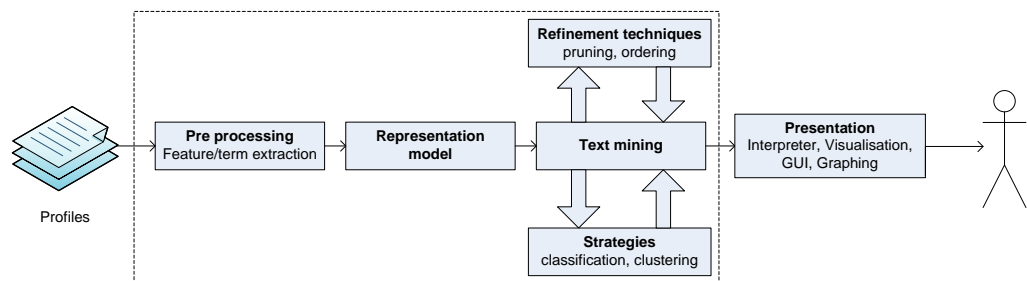 Refinement techniques
pruning, ordering
Profiles
Pre processing
Feature/term extraction
Representation
model
Text mining
Presentation
Interpreter, Visualisation,
GUI, Graphing
Strategies
classification, clustering